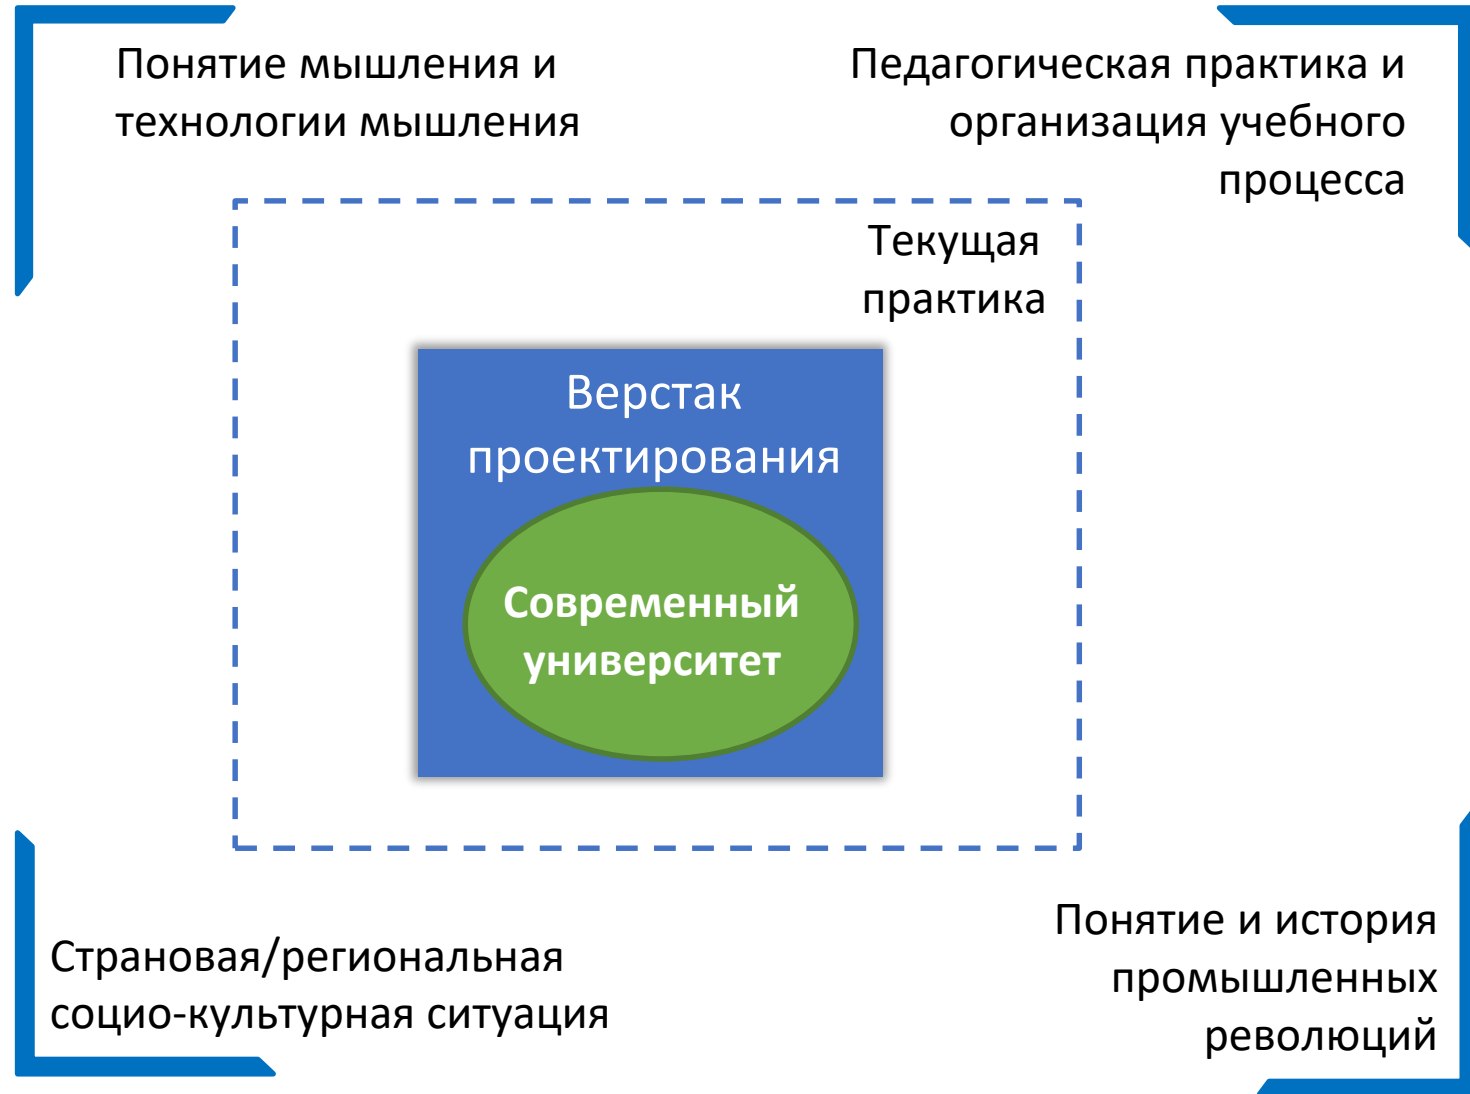 Понятие мышления и
технологии мышления
Педагогическая практика и
организация учебного
процесса
Текущая
практика
Верстак
проектирования
Современный
университет
Страновая/региональная
социо-культурная ситуация
Понятие и история
промышленных
революций